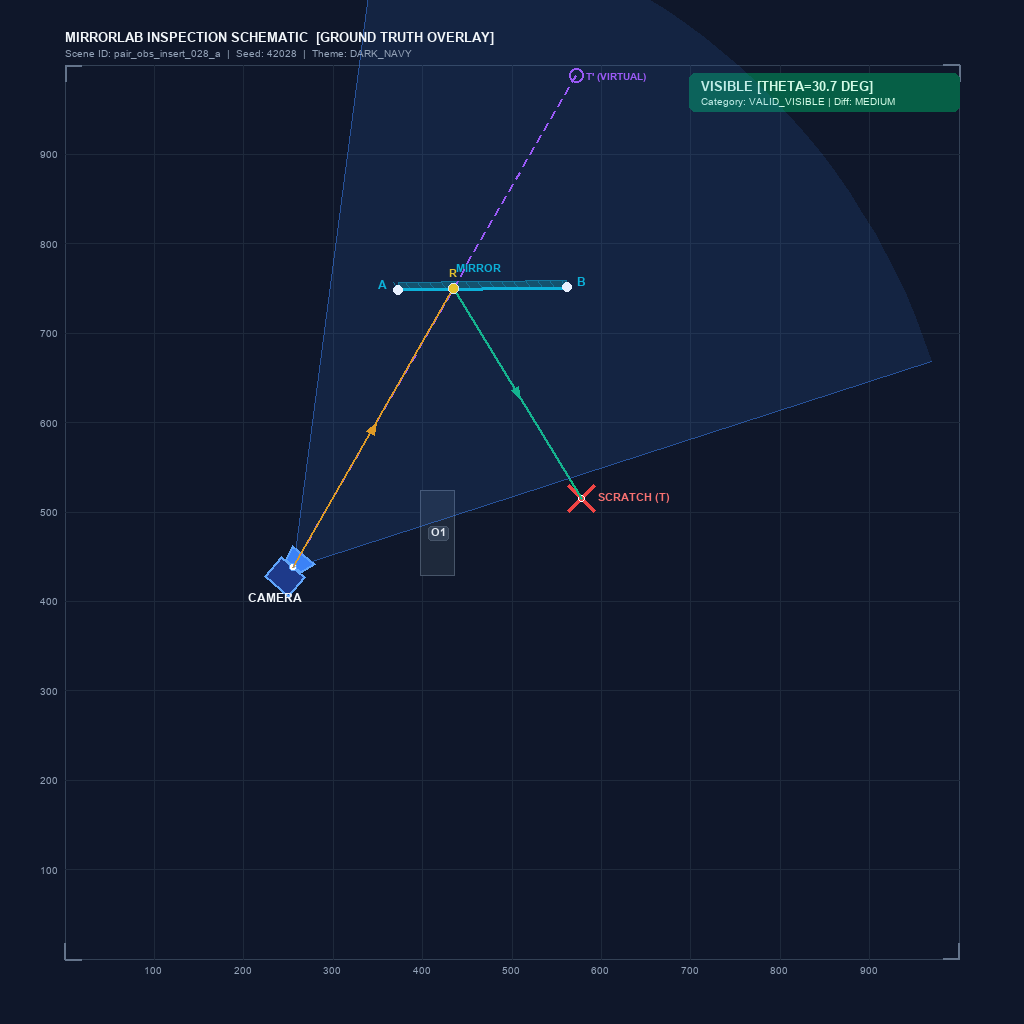 MIRRORLAB INSPECTION SCHEMATIC [GROUND TRUTH OVERLAY]
Scene ID: pair_obs_insert_028_a | Seed: 42028 | Theme: DARK_NAVY
T' (VIRTUAL)
VISIBLE [THETA=30.7 DEG]
Category: VALID_VISIBLE | Diff: MEDIUM
900
800
R
MIRROR
A
B
700
600
500
SCRATCH (T)
O1
400
CAMERA
300
200
100
100 200 300 400 500 600 700 800 900